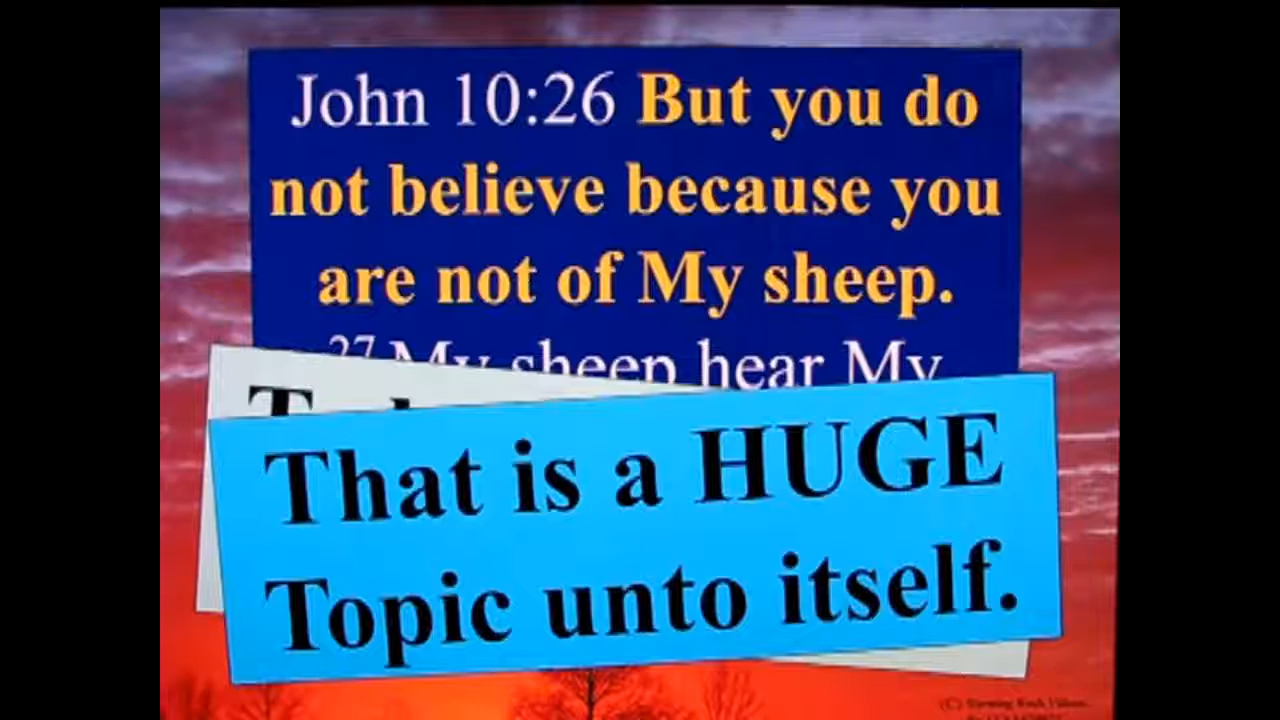 John 10:26 But you do
not believe because you
are not of My sheep.
27 My sheep hear My
That is a HUGE
Topic unto itself.